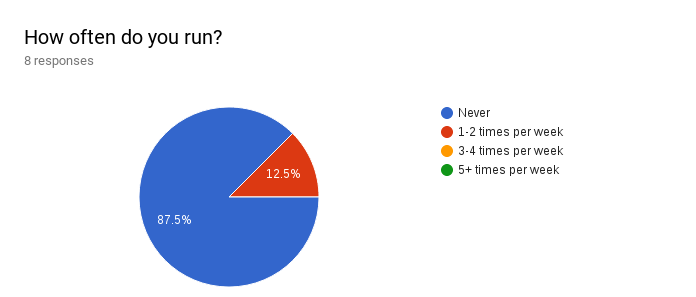 How often do you run?
8 responses
Never
1-2 times per week
3-4 times per week
5+ times per week
12.5%
87.5%